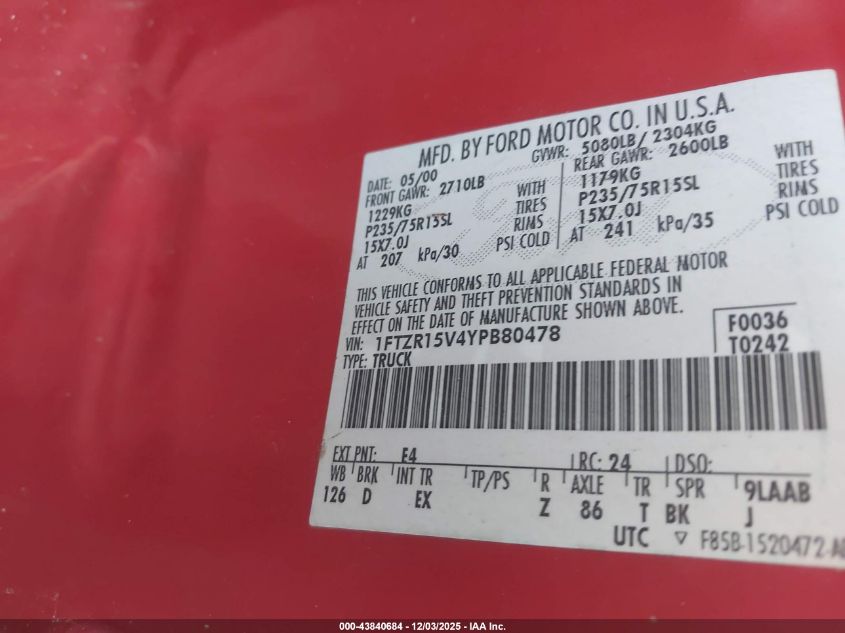 MFD. BY FORD MOTOR CO. IN U.S.A.
DATE: 05/00 GVWR: 5080LB/ 2304KG
FRONT GAWR: 2710LB REAR GAWR: 2600LB
1229KG WITH 1179KG WITH
P235/75R15SL TIRES P235/75R15SL TIRES
15X7.0J RIMS 15X7.0J RIMS
AT 207 kPa/30 PSI COLD AT 241 kPa/35 PSI COLD
THIS VEHICLE CONFORMS TO ALL APPLICABLE FEDERAL MOTOR
VEHICLE SAFETY AND THEFT PREVENTION STANDARDS IN
EFFECT ON THE DATE OF MANUFACTURE SHOWN ABOVE.
VIN: 1FTZR15V4YPB80478 F0036
TYPE: TRUCK T0242
EXT PNT: E4 RC: 24 DSO:
WB BRK INT TR TP/PS R AXLE TR SPR 9LAAB
126 D EX Z 86 T BK J
UTC ▽ F85B-1520472-A
000-43840684 - 12/03/2025 - IAA Inc.